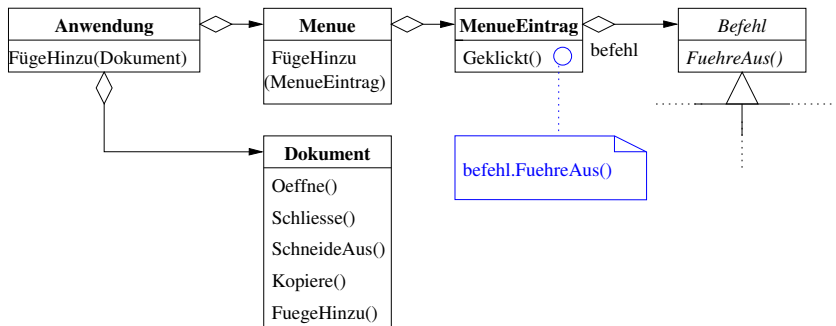 Anwendung
FügeHinzu(Dokument)
Menue
FügeHinzu
(MenueEintrag)
MenueEintrag
Geklickt()
befehl
Befehl
FuehreAus()
befehl.FuehreAus()
Dokument
Oeffne()
Schliesse()
SchneideAus()
Kopiere()
FuegeHinzu()